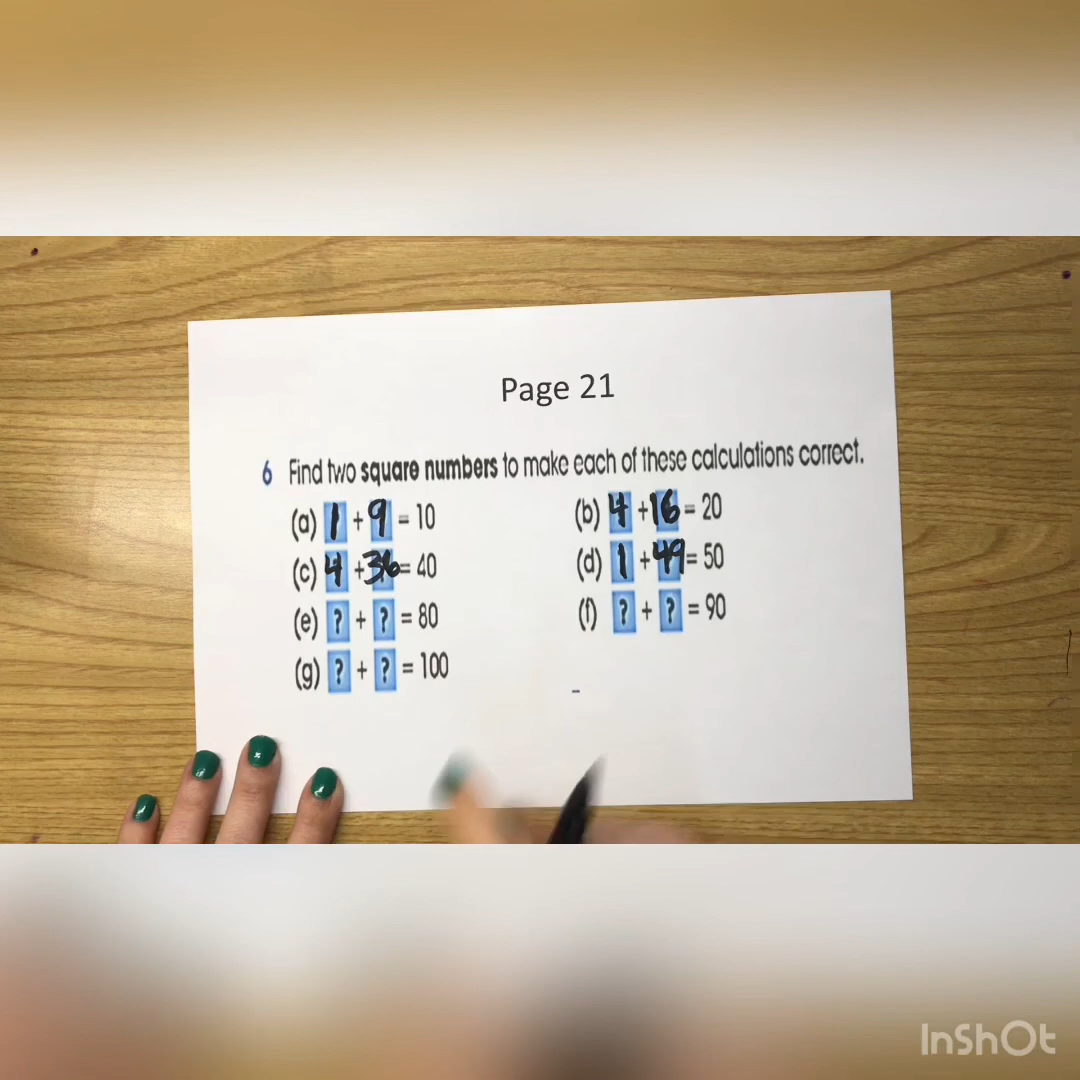 Page 21
6 Find two square numbers to make each of these calculations correct.
(a) 1 + 9 = 10 (b) 4 + 16 = 20
(c) 4 + 36 = 40 (d) 1 + 49 = 50
(e) ? + ? = 80 (f) ? + ? = 90
(g) ? + ? = 100
InShOt